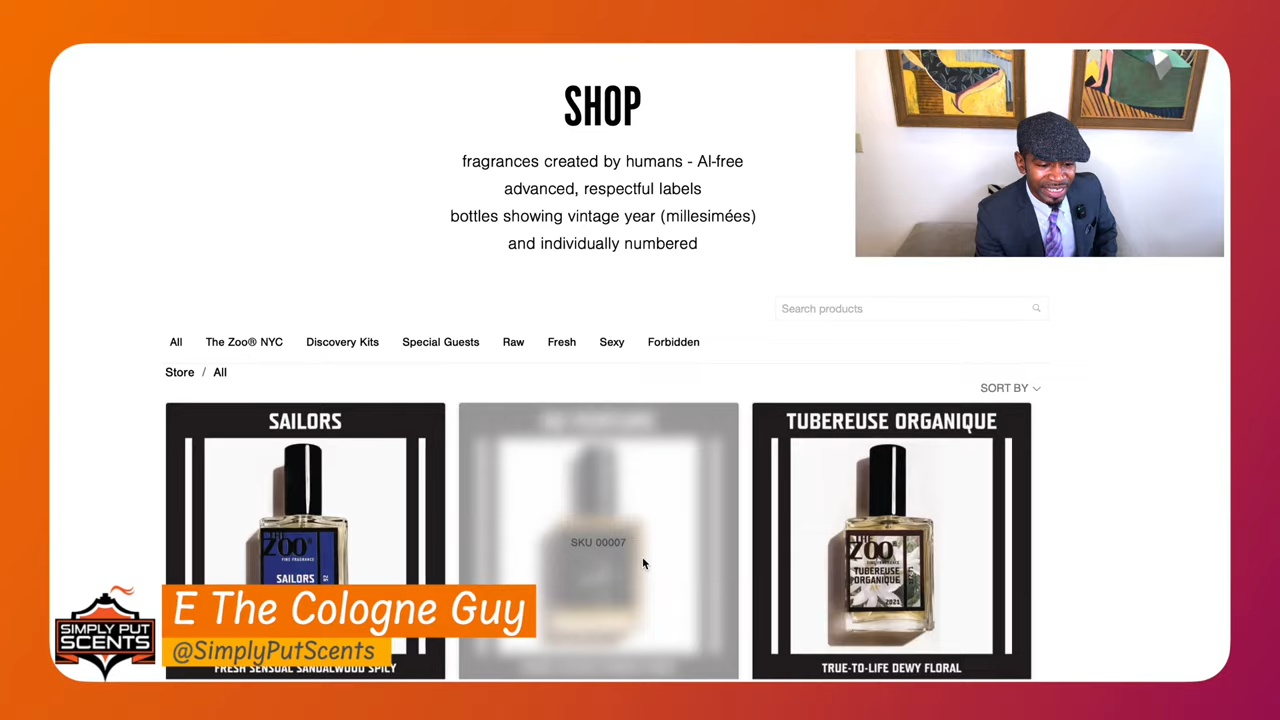 SHOP
fragrances created by humans - AI-free
advanced, respectful labels
bottles showing vintage year (millesimées)
and individually numbered
Search products
All The Zoo® NYC Discovery Kits Special Guests Raw Fresh Sexy Forbidden
Store / All
SORT BY
SAILORS
THE ZOO®
FINE FRAGRANCE
SAILORS
FRESH SENSUAL SANDALWOOD SPICY
SKU 00007
TUBEREUSE ORGANIQUE
THE ZOO®
TUBEREUSE
ORGANIQUE
2021
TRUE-TO-LIFE DEWY FLORAL
SIMPLY PUT
SCENTS
E The Cologne Guy
@SimplyPutScents